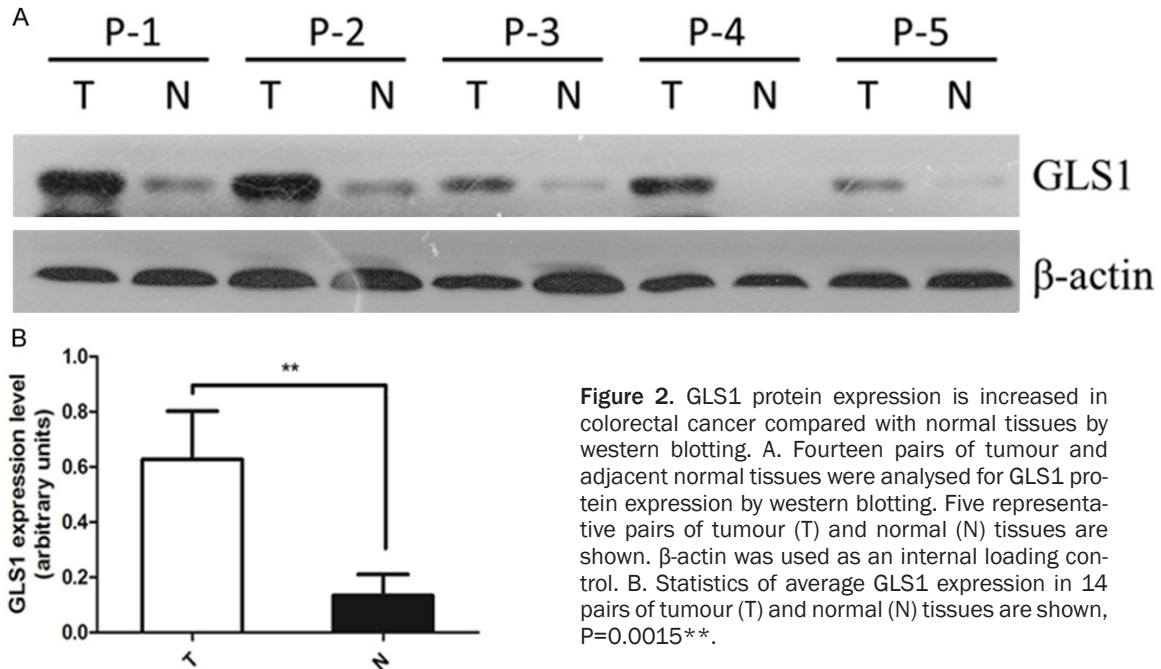 A
P-1 P-2 P-3 P-4 P-5
T N T N T N T N T N
GLS1
β-actin
B
GLS1 expression level
(arbitrary units)
1.0
0.8
0.6
0.4
0.2
0.0
**
T N
Figure 2. GLS1 protein expression is increased in
colorectal cancer compared with normal tissues by
western blotting. A. Fourteen pairs of tumour and
adjacent normal tissues were analysed for GLS1 pro-
tein expression by western blotting. Five representa-
tive pairs of tumour (T) and normal (N) tissues are
shown. β-actin was used as an internal loading con-
trol. B. Statistics of average GLS1 expression in 14
pairs of tumour (T) and normal (N) tissues are shown,
P=0.0015**.